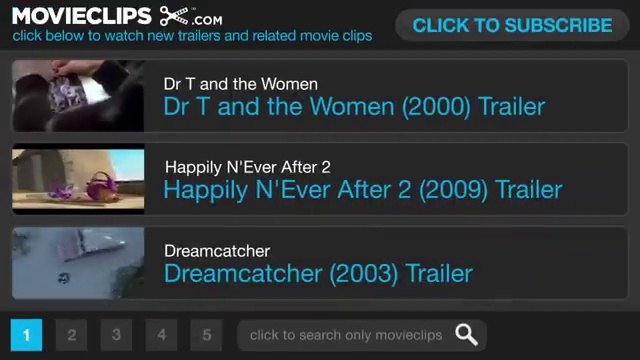 MOVIECLIPS .COM
click below to watch new trailers and related movie clips
CLICK TO SUBSCRIBE
Dr T and the Women
Dr T and the Women (2000) Trailer
Happily N'Ever After 2
Happily N'Ever After 2 (2009) Trailer
Dreamcatcher
Dreamcatcher (2003) Trailer
1 2 3 4 5 click to search only movieclips